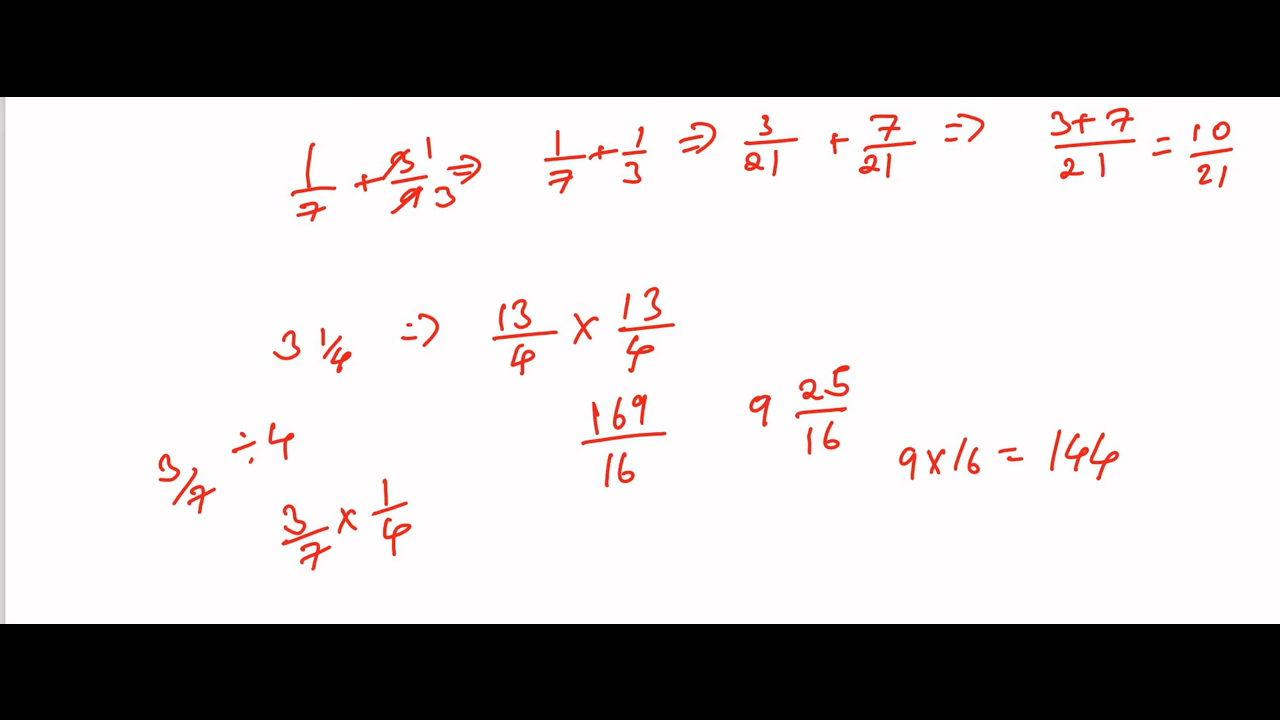 1/7 + 3̸ 1/9̸ 3 ⇒ 1/7 + 1/3 ⇒ 3/21 + 7/21 ⇒ 3+7/21 = 10/21
3 1/4 ⇒ 13/4 × 13/4
169/16 9 25/16 9×16 = 144
3/7 ÷4
3/7 × 1/4